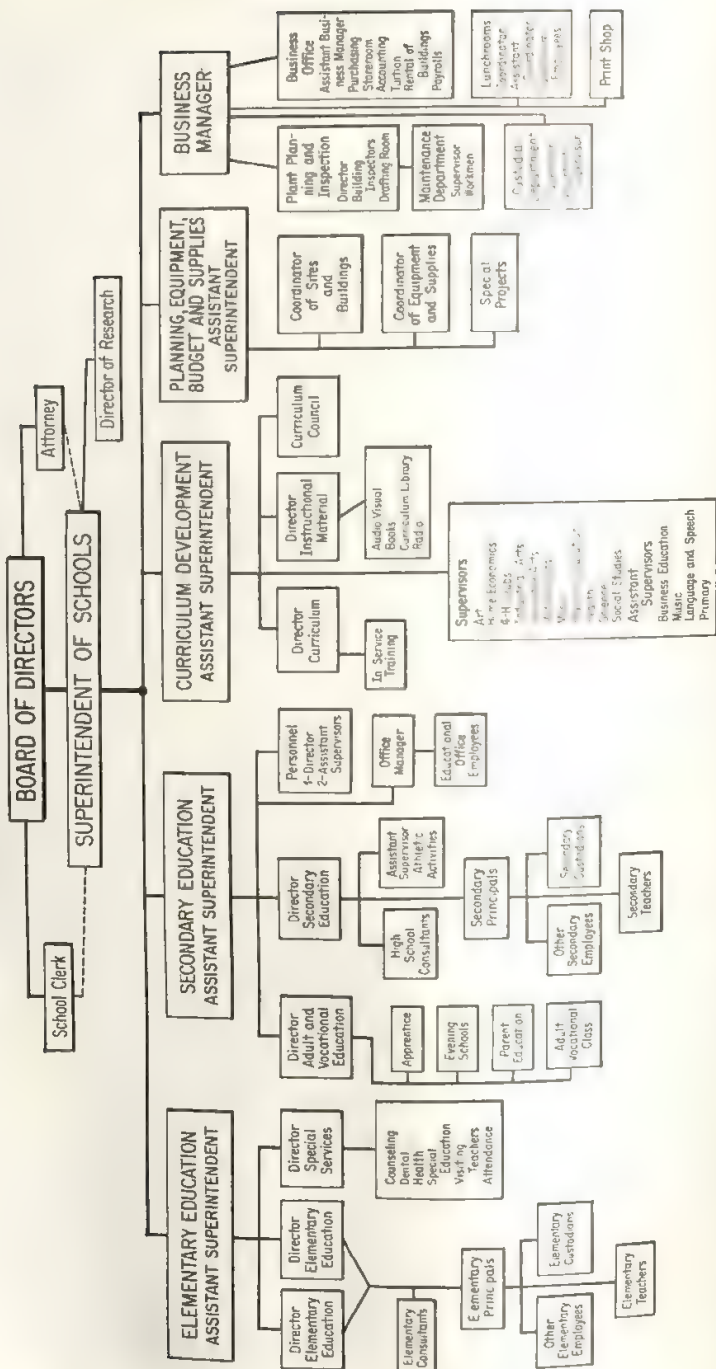 BOARD OF DIRECTORS
School Clerk
Attorney
SUPERINTENDENT OF SCHOOLS
Director of Research
ELEMENTARY EDUCATION
ASSISTANT SUPERINTENDENT
Director
Elementary
Education
Director
Elementary
Education
Director
Special
Services
Counseling
Dental
Health
Special
Education
Visiting
Teachers
Attendance
Elementary
Consultants
Elementary
Principals
Other
Elementary
Employees
Elementary
Custodians
Elementary
Teachers
SECONDARY EDUCATION
ASSISTANT SUPERINTENDENT
Director
Adult and
Vocational
Education
Apprentice
Evening
Schools
Parent
Education
Adult
Vocational
Class
Director
Secondary
Education
High
School
Consultants
Assistant
Supervisor
Athletic
Activities
Secondary
Principals
Other
Secondary
Employees
Secondary
Custodians
Secondary
Teachers
Personnel
1-Director
2-Assistant
Supervisors
Office
Manager
Educational
Office
Employees
CURRICULUM DEVELOPMENT
ASSISTANT SUPERINTENDENT
Director
Curriculum
In Service
Training
Director
Instructional
Material
Audio Visual
Books
Curriculum Library
Radio
Curriculum
Council
Supervisors
Art
Home Economics
4-H
Arts
Science
Social Studies
Assistant
Supervisors
Business Education
Music
Language and Speech
Primary
PLANNING, EQUIPMENT,
BUDGET AND SUPPLIES
ASSISTANT
SUPERINTENDENT
Coordinator
of Sites
and
Buildings
Coordinator
of Equipment
and Supplies
Special
Projects
BUSINESS
MANAGER
Plant Plan-
ning and
Inspection
Director
Building
Inspectors
Drafting Room
Maintenance
Department
Supervisor
Workmen
Business
Office
Assistant Busi-
ness Manager
Purchasing
Storeroom
Accounting
Tuition
Rental of
Buildings
Payrolls
Lunchrooms
Coordinator
Assistant
Print Shop